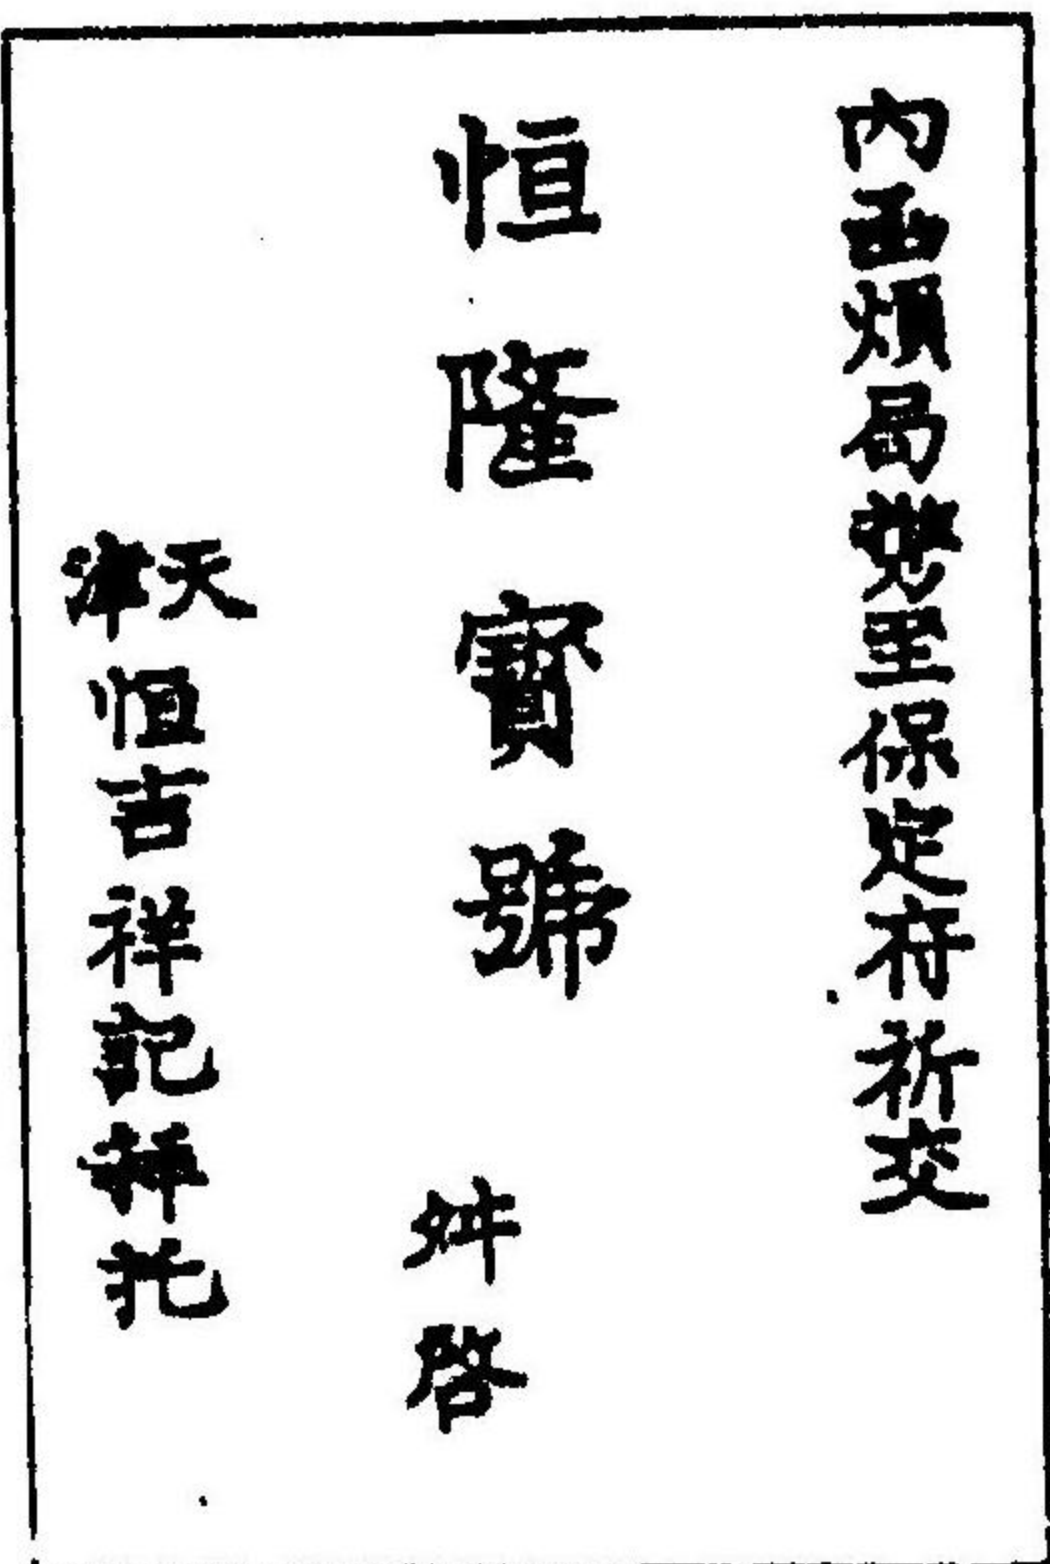 內函煩局至保定府祈交
恒隆寶號 啓
天津恒吉祥記拜托